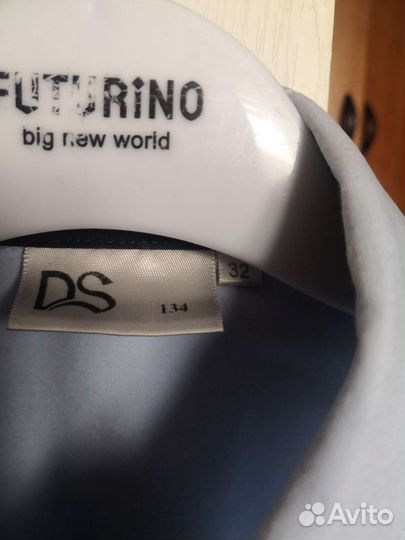 FUTURiNO
big new world
32
DS
134
Avito